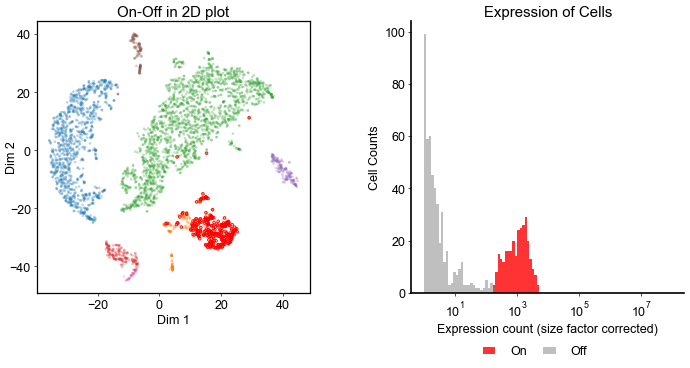 On-Off in 2D plot
Dim 2
40
20
0
−20
−40
−20
0
20
40
Dim 1
Expression of Cells
Cell Counts
100
80
60
40
20
0
10^1
10^3
10^5
10^7
Expression count (size factor corrected)
On
Off